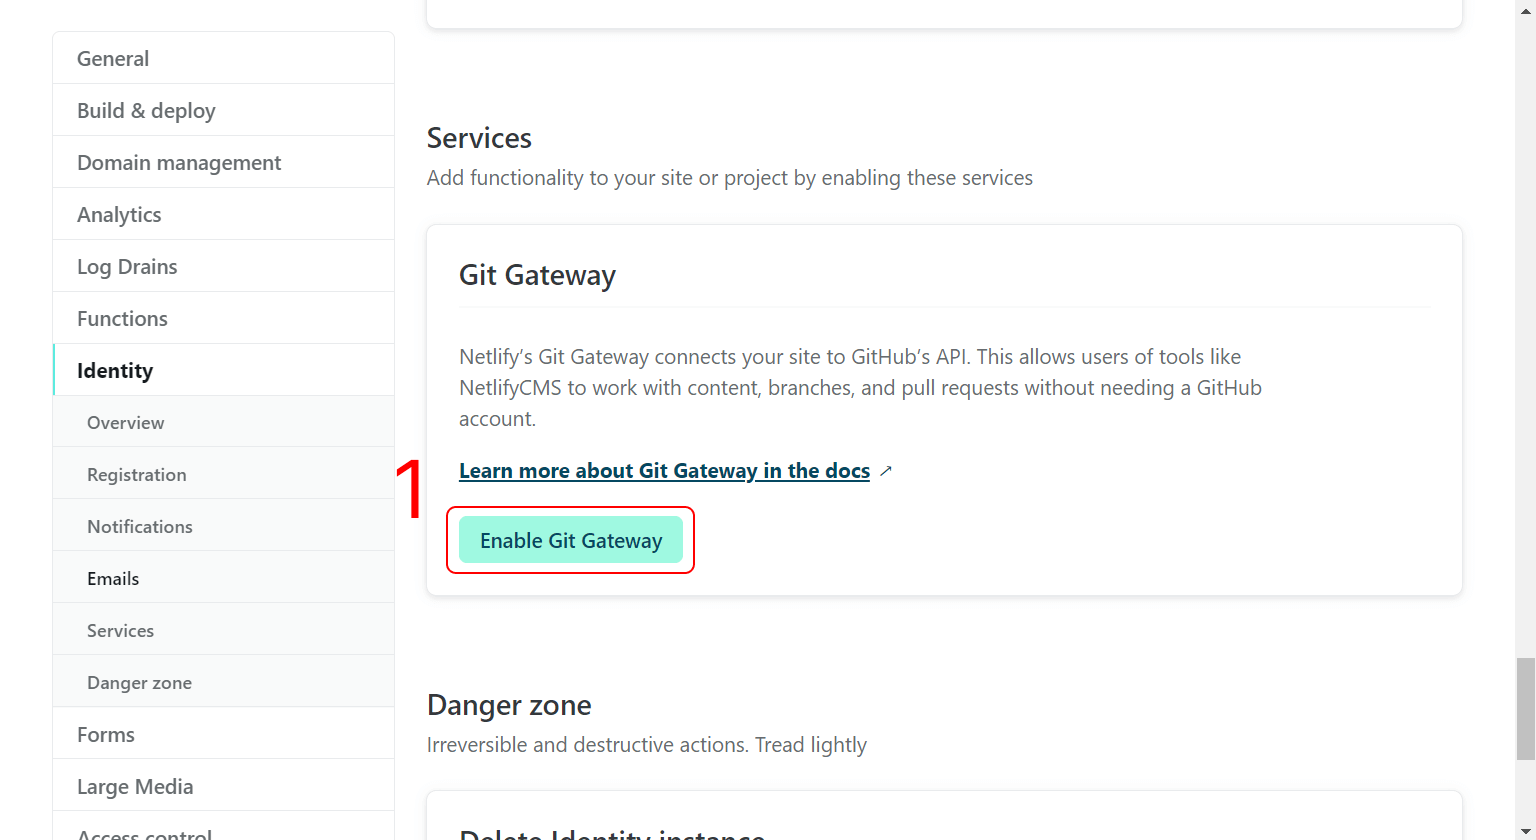 General
Build & deploy
Domain management
Analytics
Log Drains
Functions
Identity
Overview
Registration
Notifications
Emails
Services
Danger zone
Forms
Large Media
Access control
Services
Add functionality to your site or project by enabling these services
Git Gateway
Netlify’s Git Gateway connects your site to GitHub’s API. This allows users of tools like
NetlifyCMS to work with content, branches, and pull requests without needing a GitHub
account.
Learn more about Git Gateway in the docs ↗
1
Enable Git Gateway
Danger zone
Irreversible and destructive actions. Tread lightly
Delete Identity instance